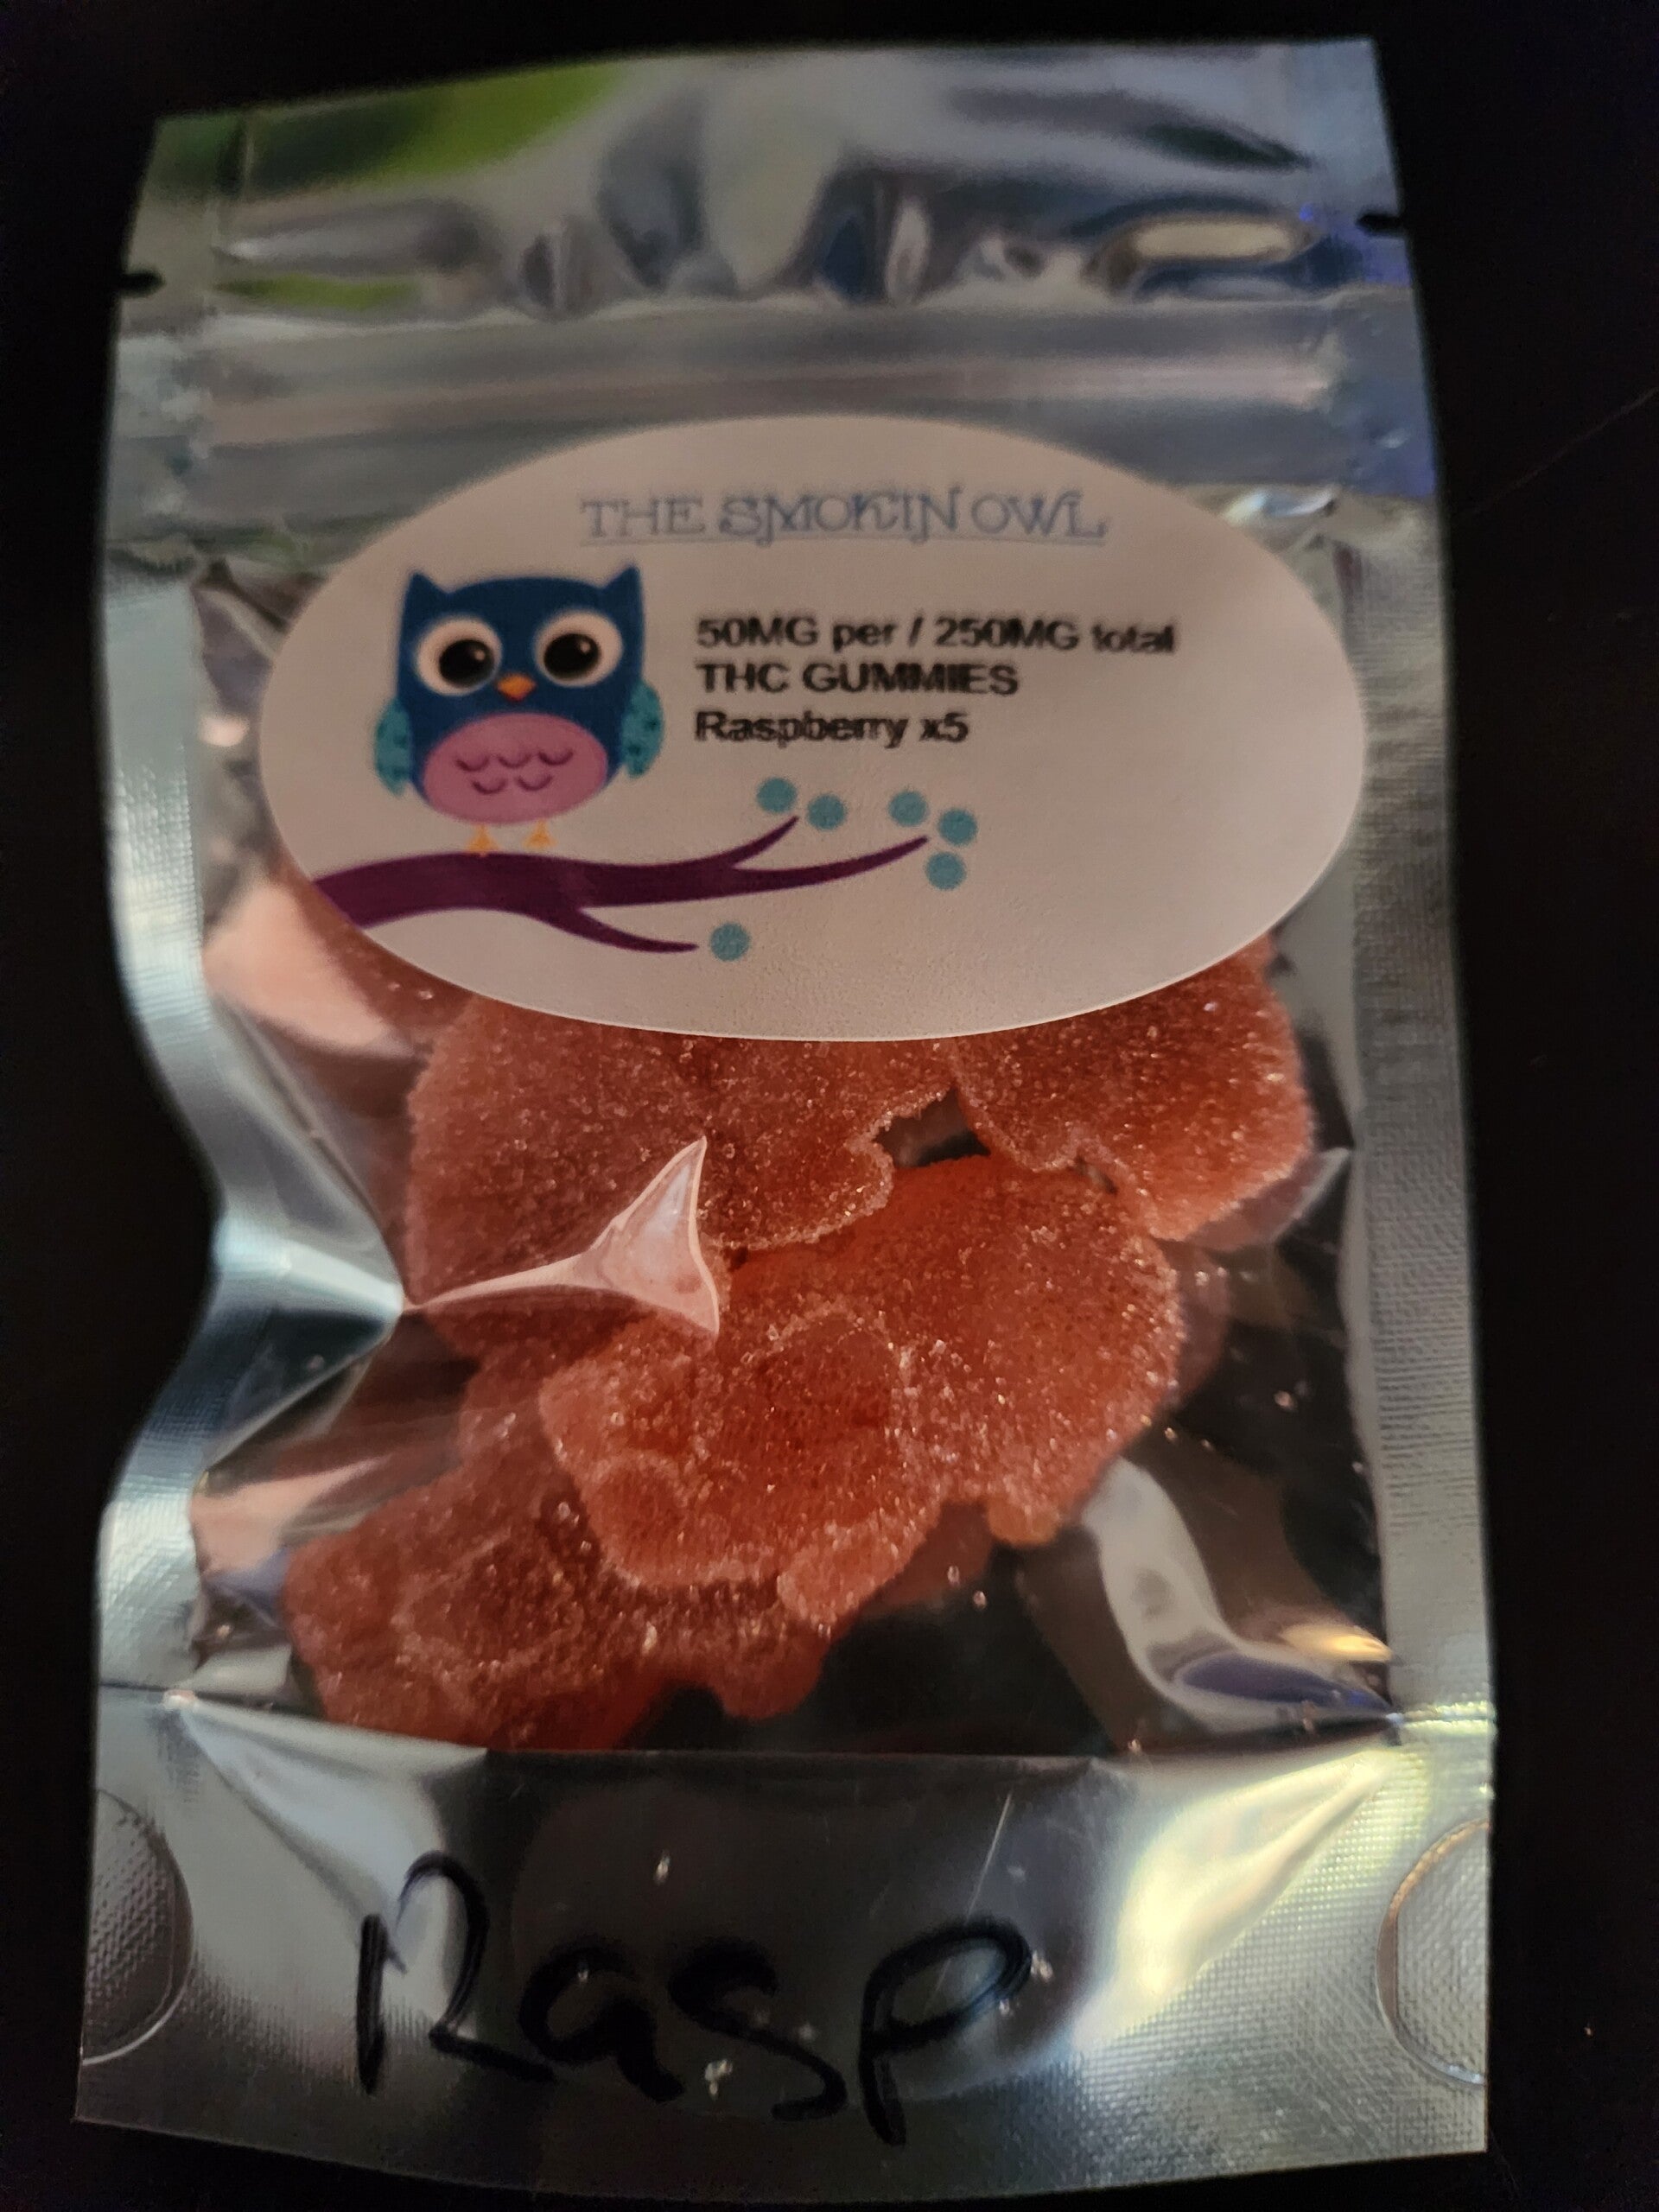 THE SMOKIN OWL
50MG per / 250MG total
THC GUMMIES
Raspberry x5
Rasp